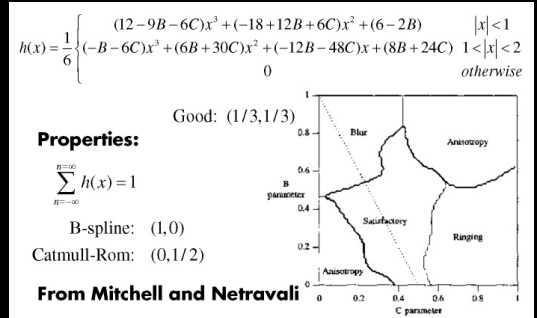 h(x) = 1/6 { (12−9B−6C)x³ +(−18+12B+6C)x² +(6−2B) |x|<1
(−B−6C)x³ +(6B+30C)x² +(−12B−48C)x+(8B+24C) 1<|x|<2
0 otherwise
Good: (1/3,1/3)
Properties:
n=∞
∑ h(x)=1
n=−∞
B-spline: (1,0)
Catmull-Rom: (0,1/2)
From Mitchell and Netravali
1
0.8
0.6
B
parameter
0.4
0.2
0
Blur
Anisotropy
Satisfactory
Ringing
Anisotropy
0 0.2 0.4 0.6 0.8 1
C parameter